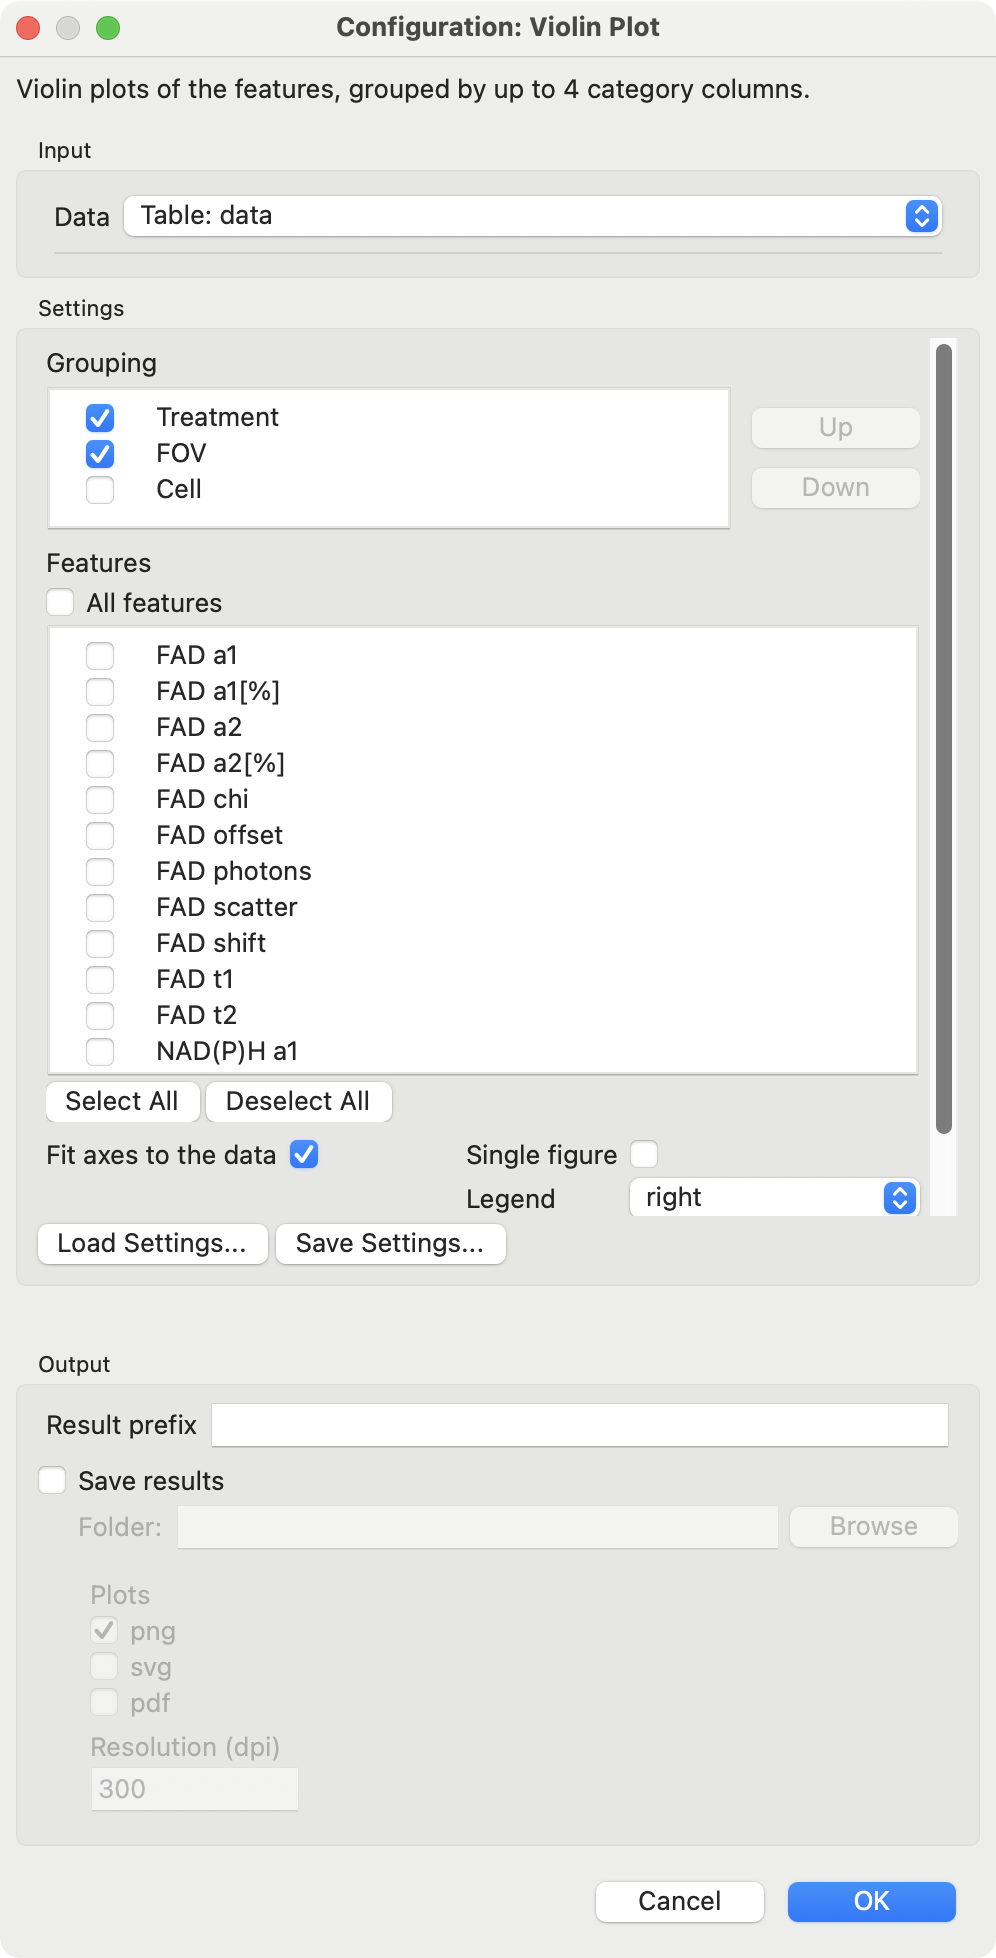 Configuration: Violin Plot
Violin plots of the features, grouped by up to 4 category columns.
Input
Data Table: data
Settings
Grouping
Treatment
FOV
Cell
Up
Down
Features
All features
FAD a1
FAD a1[%]
FAD a2
FAD a2[%]
FAD chi
FAD offset
FAD photons
FAD scatter
FAD shift
FAD t1
FAD t2
NAD(P)H a1
Select All Deselect All
Fit axes to the data Single figure
Legend right
Load Settings... Save Settings...
Output
Result prefix
Save results
Folder: Browse
Plots
png
svg
pdf
Resolution (dpi)
300
Cancel OK